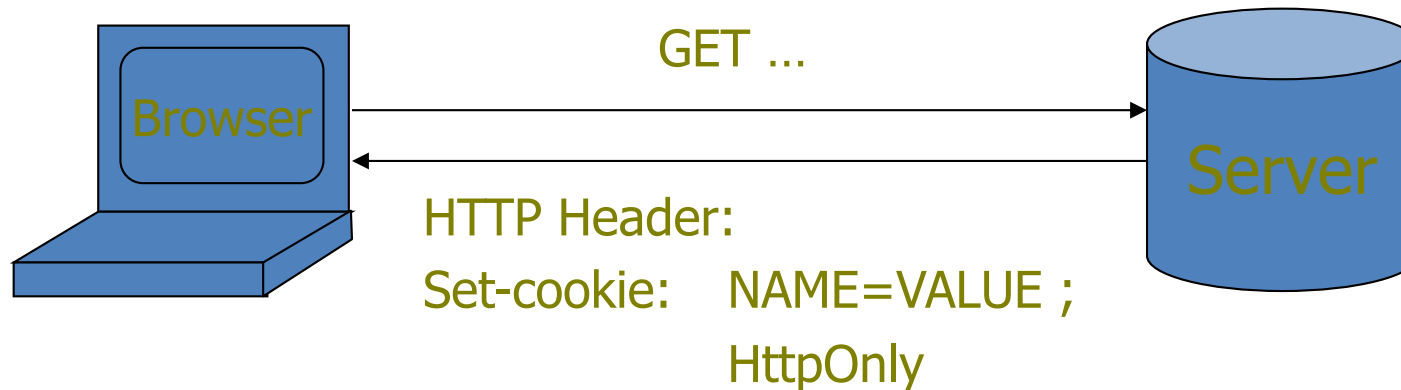 GET …
Browser
Server
HTTP Header:
Set-cookie: NAME=VALUE ;
HttpOnly